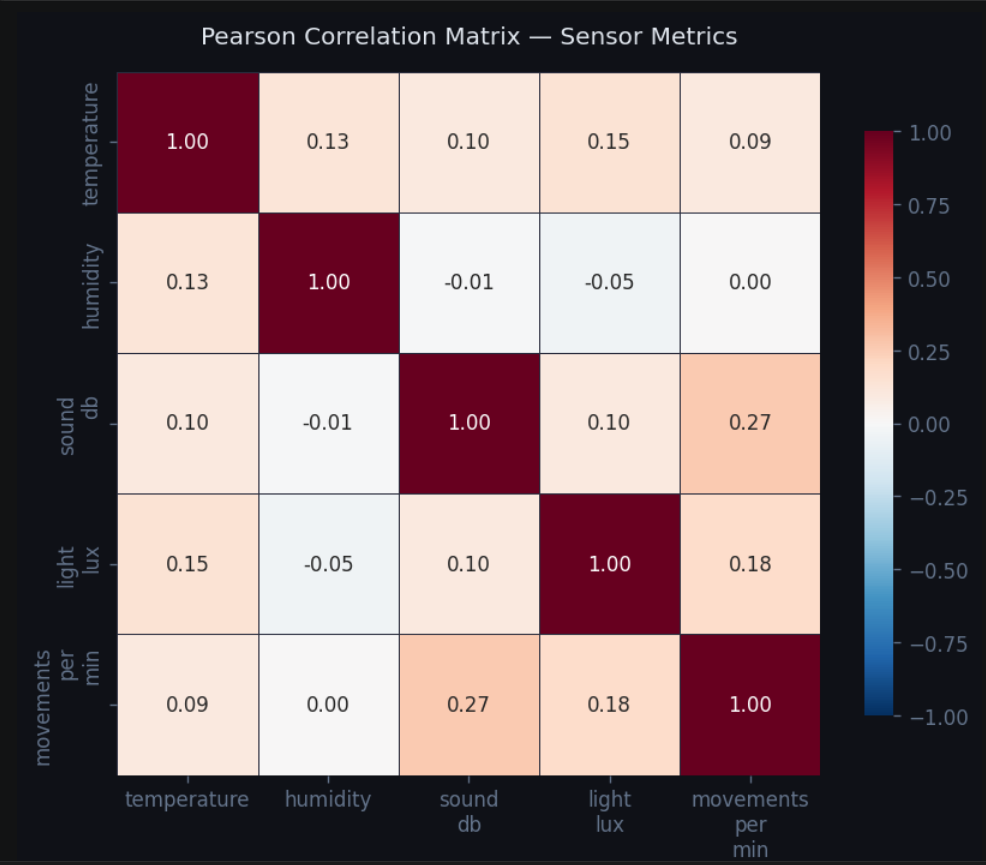 Pearson Correlation Matrix — Sensor Metrics
temperature
1.00
0.13
0.10
0.15
0.09
1.00
humidity
0.13
1.00
-0.01
-0.05
0.00
0.75
0.50
sound
db
0.10
-0.01
1.00
0.10
0.27
0.25
0.00
−0.25
light
lux
0.15
-0.05
0.10
1.00
0.18
−0.50
movements
per
min
0.09
0.00
0.27
0.18
1.00
−0.75
−1.00
temperature
humidity
sound
db
light
lux
movements
per
min